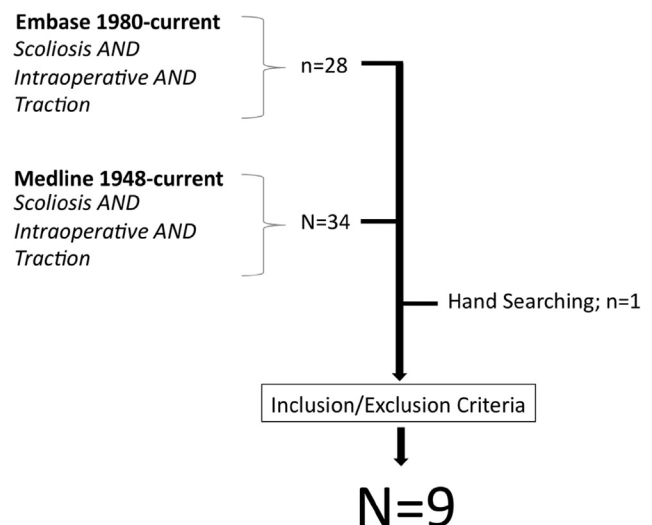 Embase 1980-current
Scoliosis AND
Intraoperative AND
Traction
n=28
Medline 1948-current
Scoliosis AND
Intraoperative AND
Traction
N=34
Hand Searching; n=1
Inclusion/Exclusion Criteria
N=9